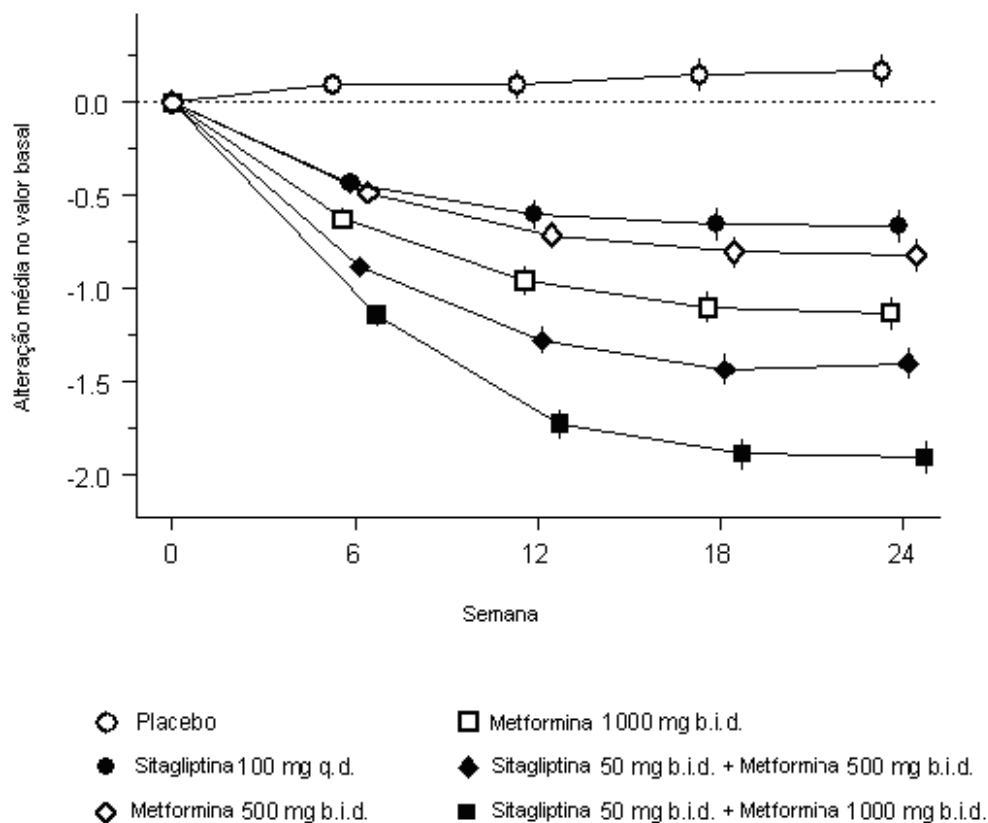 Alteração média no valor basal
0.0
-0.5
-1.0
-1.5
-2.0
0 6 12 18 24
Semana
Placebo
Metformina 1000 mg b.i.d.
Sitagliptina 100 mg q.d.
Sitagliptina 50 mg b.i.d. + Metformina 500 mg b.i.d.
Metformina 500 mg b.i.d.
Sitagliptina 50 mg b.i.d. + Metformina 1000 mg b.i.d.